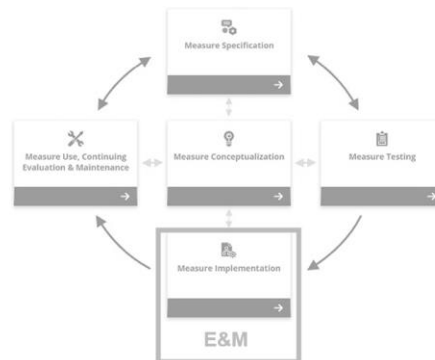 Measure Specification
Measure Use, Continuing
Evaluation & Maintenance
Measure Conceptualization
Measure Testing
Measure Implementation
E&M